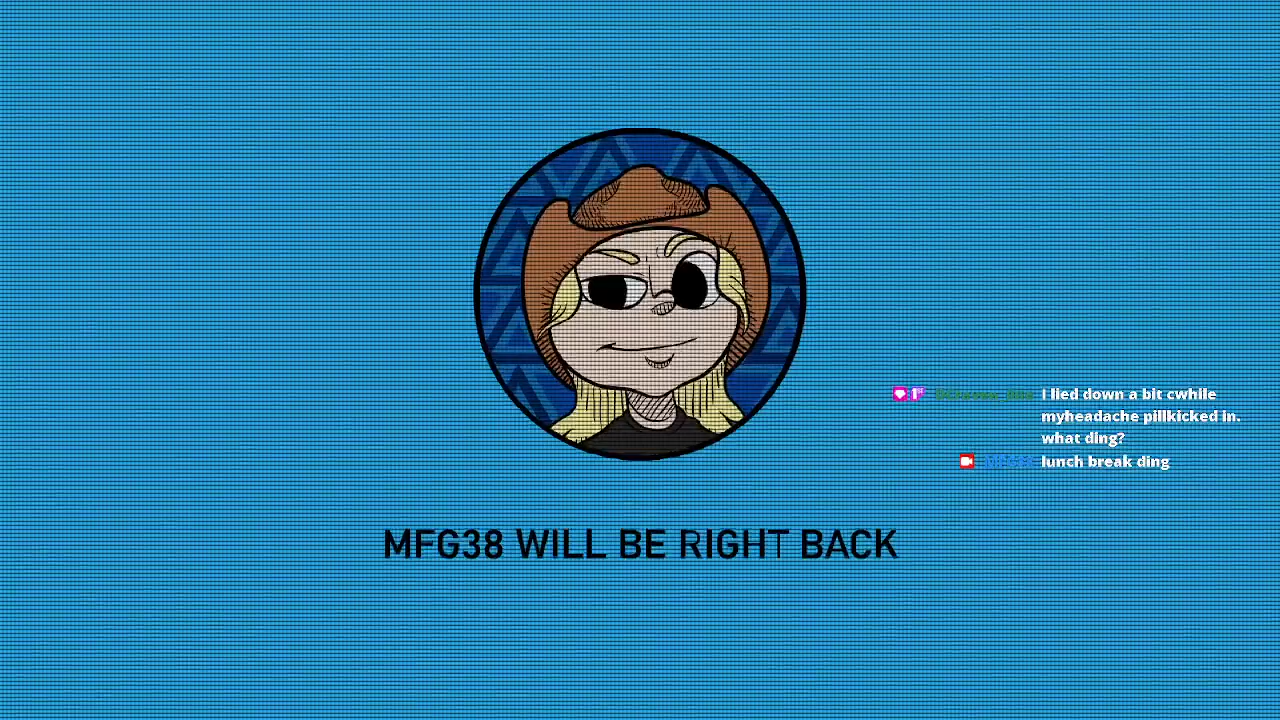 I lied down a bit cwhile
myheadache pillkicked in.
what ding?
lunch break ding
MFG38 WILL BE RIGHT BACK